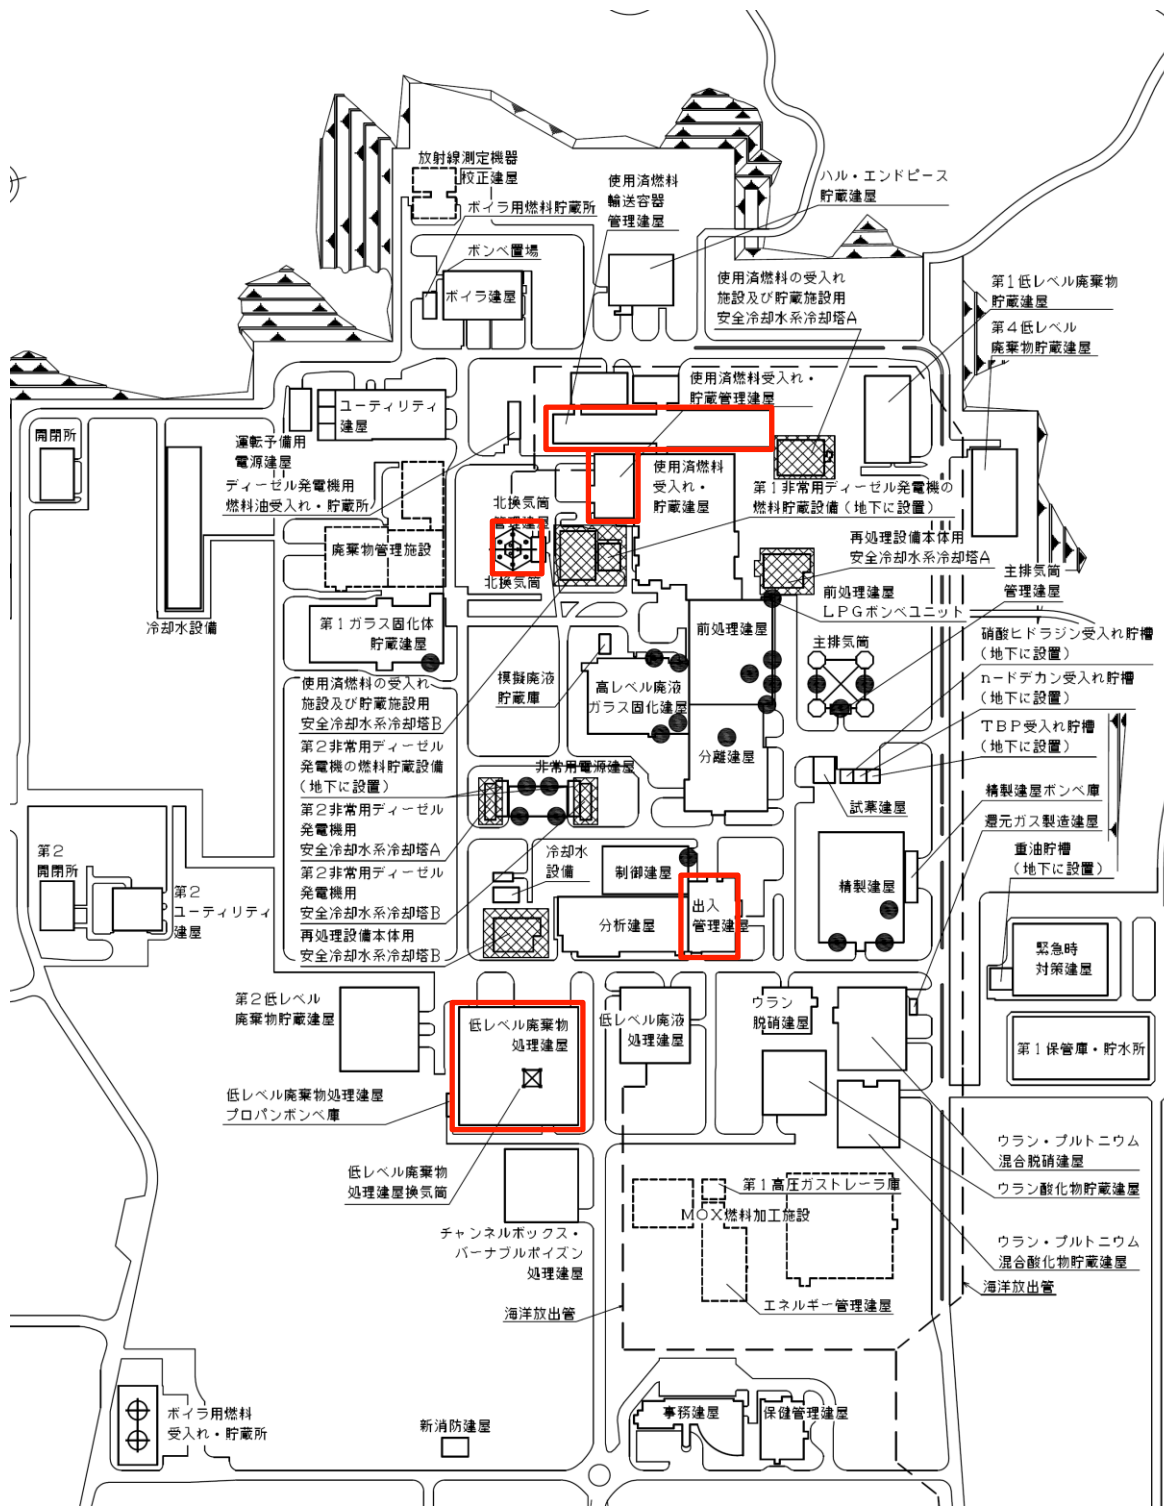 放射線測定機器
校正建屋
ボイラ用燃料貯蔵所
ボンベ置場
ボイラ建屋
使用済燃料
輸送容器
管理建屋
ハル・エンドピース
貯蔵建屋
使用済燃料の受入れ
施設及び貯蔵施設用
安全冷却水系冷却塔A
第1低レベル廃棄物
貯蔵建屋
第4低レベル
廃棄物貯蔵建屋
使用済燃料受入れ・
貯蔵管理建屋
ユーティリティ
建屋
開閉所
運転予備用
電源建屋
ディーゼル発電機用
燃料油受入れ・貯蔵所
北換気筒
管理建屋
使用済燃料
受入れ・
貯蔵建屋
第1非常用ディーゼル発電機の
燃料貯蔵設備(地下に設置)
再処理設備本体用
安全冷却水系冷却塔A
主排気筒
管理建屋
廃棄物管理施設
北換気筒
前処理建屋
LPGボンベユニット
冷却水設備
第1ガラス固化体
貯蔵建屋
前処理建屋
主排気筒
硝酸ヒドラジン受入れ貯槽
(地下に設置)
n-ドデカン受入れ貯槽
(地下に設置)
TBP受入れ貯槽
(地下に設置)
模擬廃液
貯蔵庫
高レベル廃液
ガラス固化建屋
使用済燃料の受入れ
施設及び貯蔵施設用
安全冷却水系冷却塔B
第2非常用ディーゼル
発電機の燃料貯蔵設備
(地下に設置)
非常用電源建屋
分離建屋
試薬建屋
精製建屋ボンベ庫
還元ガス製造建屋
重油貯槽
(地下に設置)
第2非常用ディーゼル
発電機用
安全冷却水系冷却塔A
第2非常用ディーゼル
発電機用
安全冷却水系冷却塔B
再処理設備本体用
安全冷却水系冷却塔B
冷却水
設備
制御建屋
出入
管理建屋
分析建屋
精製建屋
第2
開閉所
第2
ユーティリティ
建屋
緊急時
対策建屋
第1保管庫・貯水所
第2低レベル
廃棄物貯蔵建屋
低レベル廃棄物
処理建屋
低レベル廃液
処理建屋
ウラン
脱硝建屋
低レベル廃棄物処理建屋
プロパンボンベ庫
低レベル廃棄物
処理建屋換気筒
チャンネルボックス・
バーナブルポイズン
処理建屋
ウラン・プルトニウム
混合脱硝建屋
ウラン酸化物貯蔵建屋
ウラン・プルトニウム
混合酸化物貯蔵建屋
第1高圧ガストレーラ庫
MOX燃料加工施設
エネルギー管理建屋
海洋放出管
海洋放出管
ボイラ用燃料
受入れ・貯蔵所
新消防建屋
事務建屋
保健管理建屋